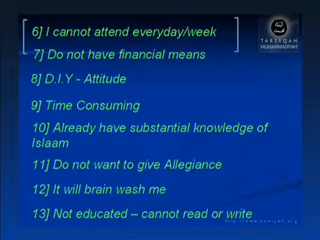 6] I cannot attend everyday/week
TAREEQAH
MUHAMMADIYAH
7] Do not have financial means
8] D.I.Y - Attitude
9] Time Consuming
10] Already have substantial knowledge of
Islaam
11] Do not want to give Allegiance
12] It will brain wash me
13] Not educated – cannot read or write